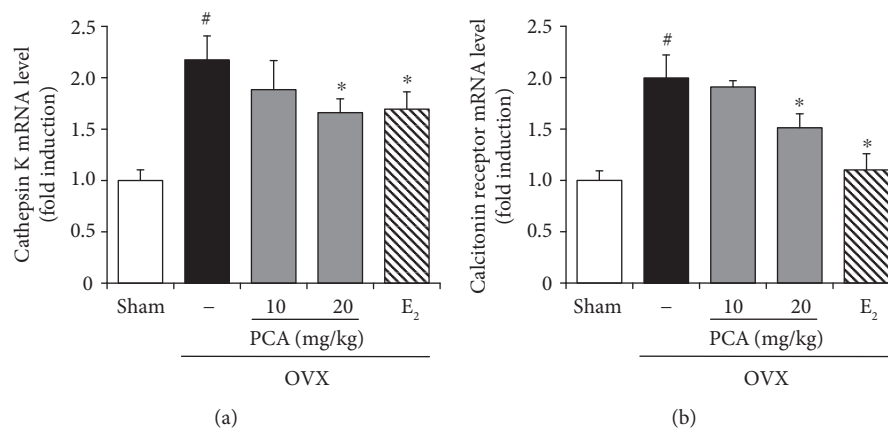 Cathepsin K mRNA level
(fold induction)
2.5
2.0
1.5
1.0
0.5
0
#
*
*
Sham
–
10
20
E₂
PCA (mg/kg)
OVX
(a)
Calcitonin receptor mRNA level
(fold induction)
2.5
2.0
1.5
1.0
0.5
0
#
*
*
Sham
–
10
20
E₂
PCA (mg/kg)
OVX
(b)